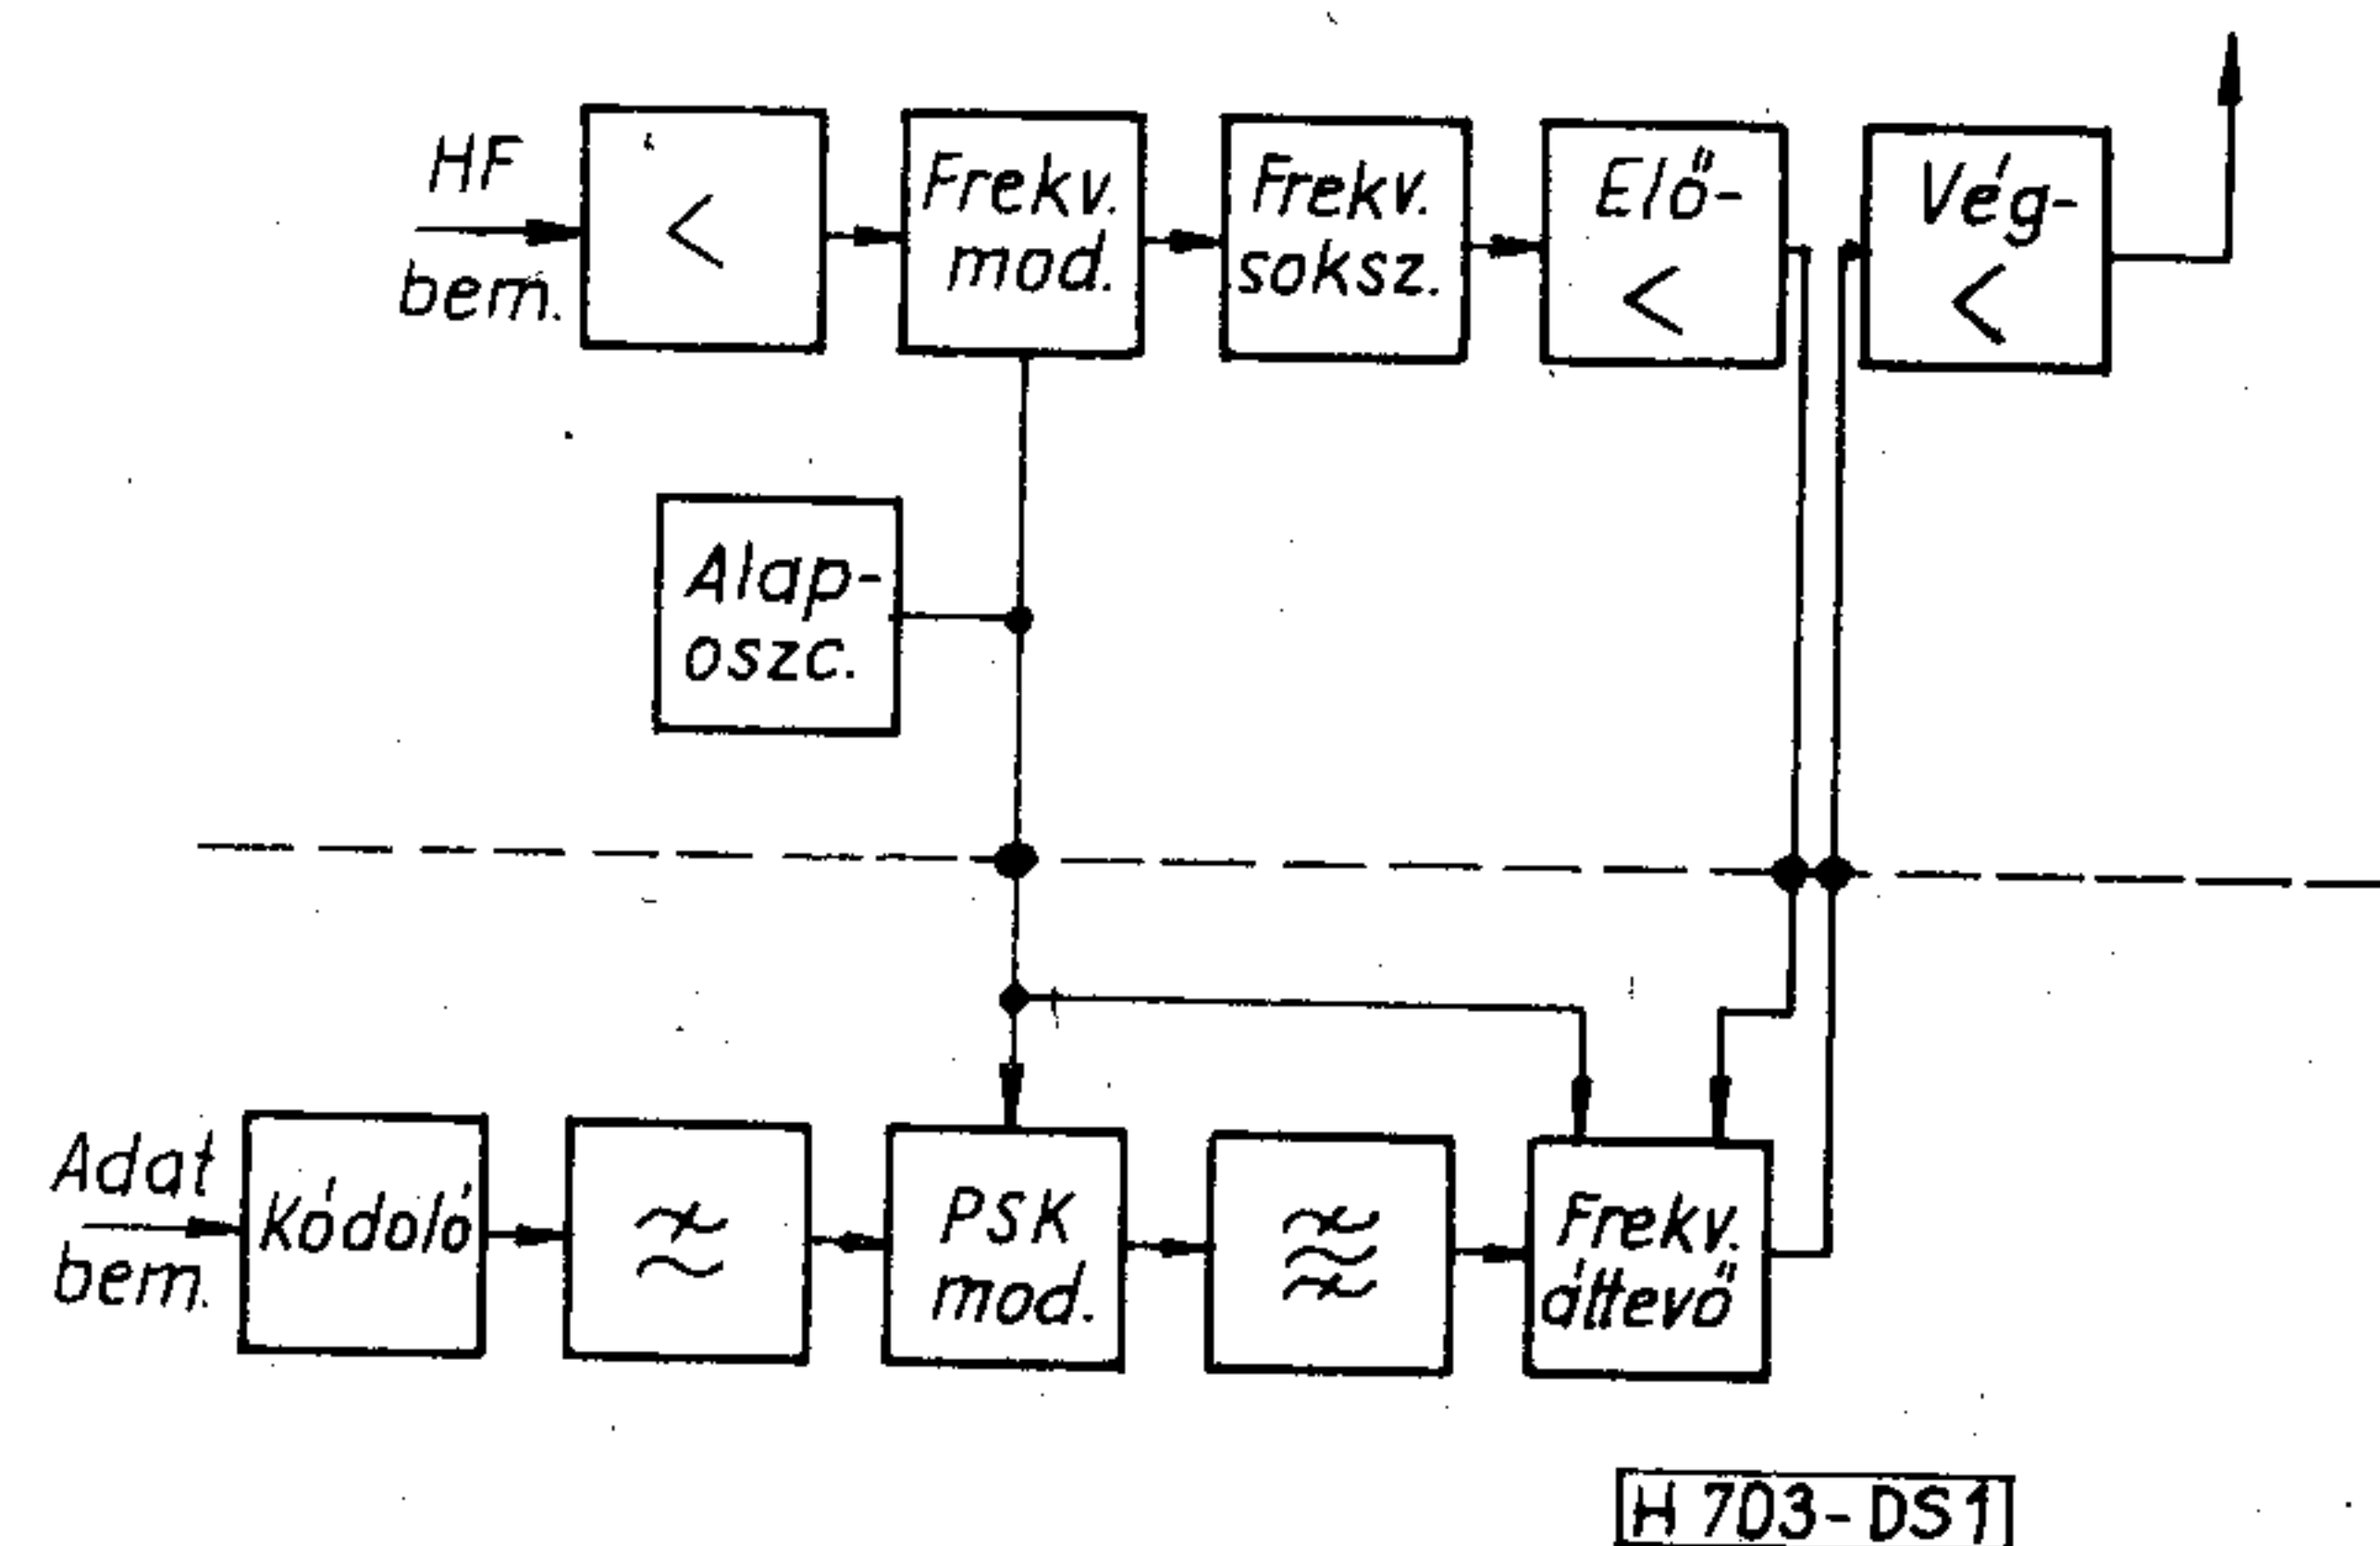 HF
bem.
Frekv.
mod.
Frekv.
soksz.
Elő-
Vég-
Alap-
oszc.
Adat
bem.
Kódoló
PSK
mod.
Frekv.
áttevő
H 703-DS1